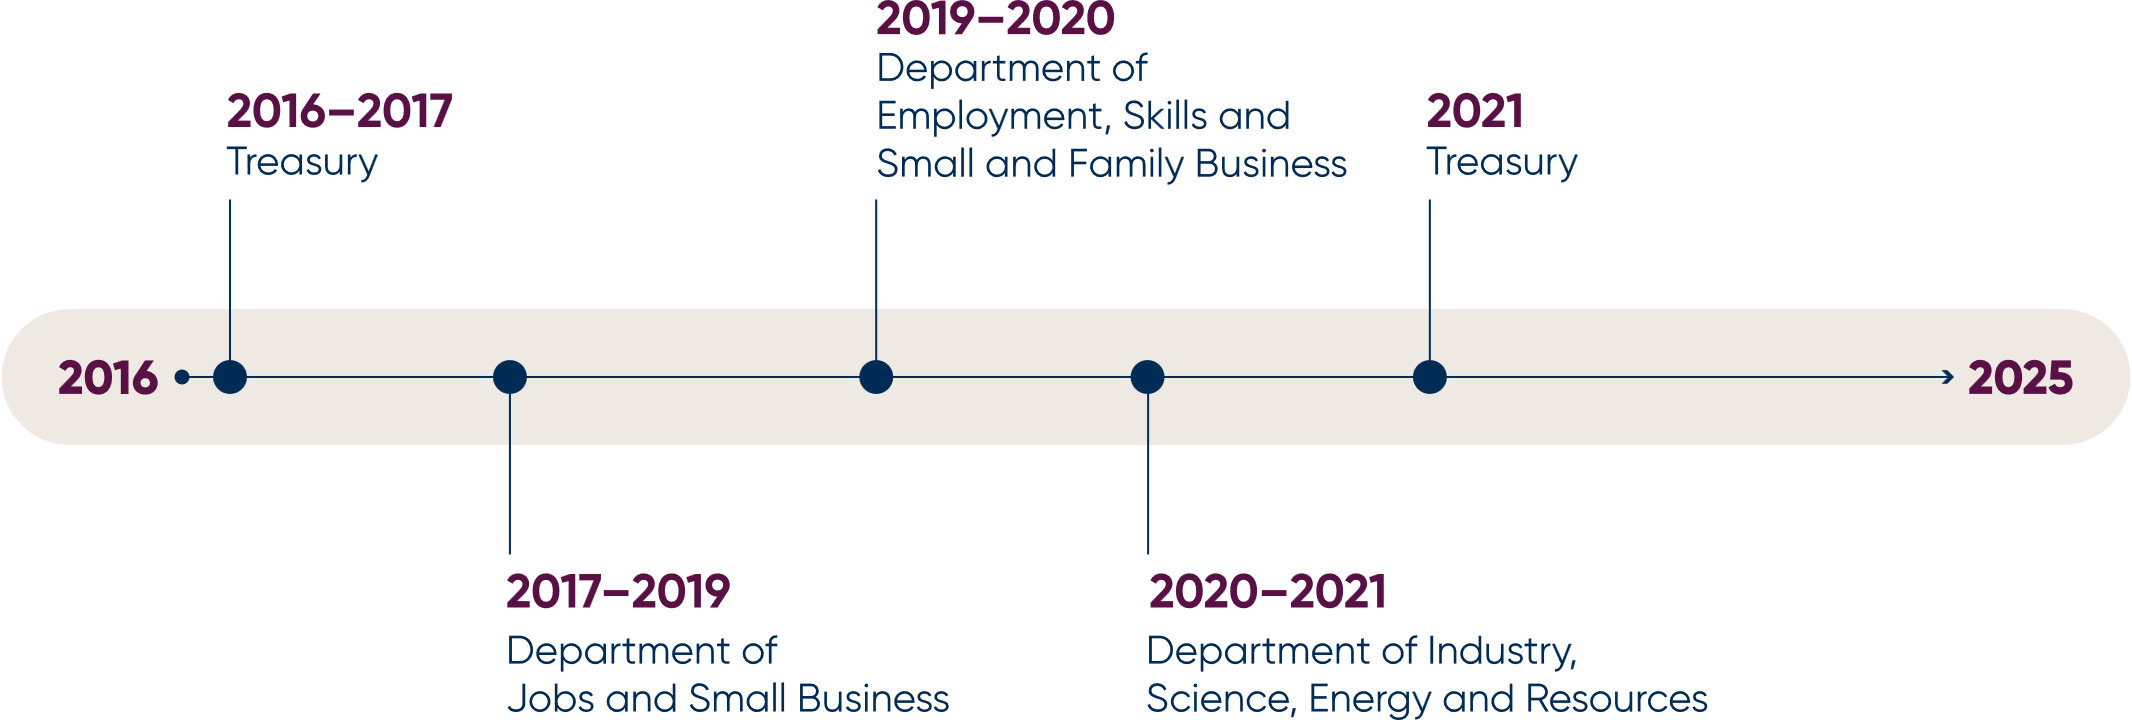 2016–2017
Treasury
2019–2020
Department of
Employment, Skills and
Small and Family Business
2021
Treasury
2016
2025
2017–2019
Department of
Jobs and Small Business
2020–2021
Department of Industry,
Science, Energy and Resources